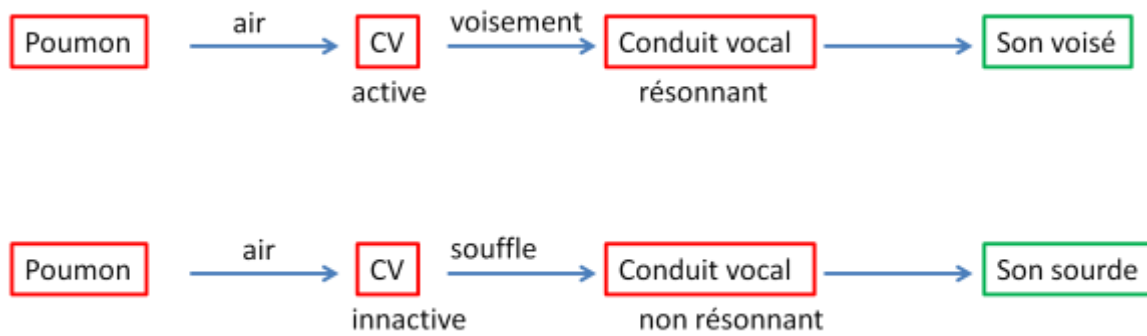 air voisement
Poumon CV Conduit vocal Son voisé
active résonnant
air souffle
Poumon CV Conduit vocal Son sourde
innactive non résonnant